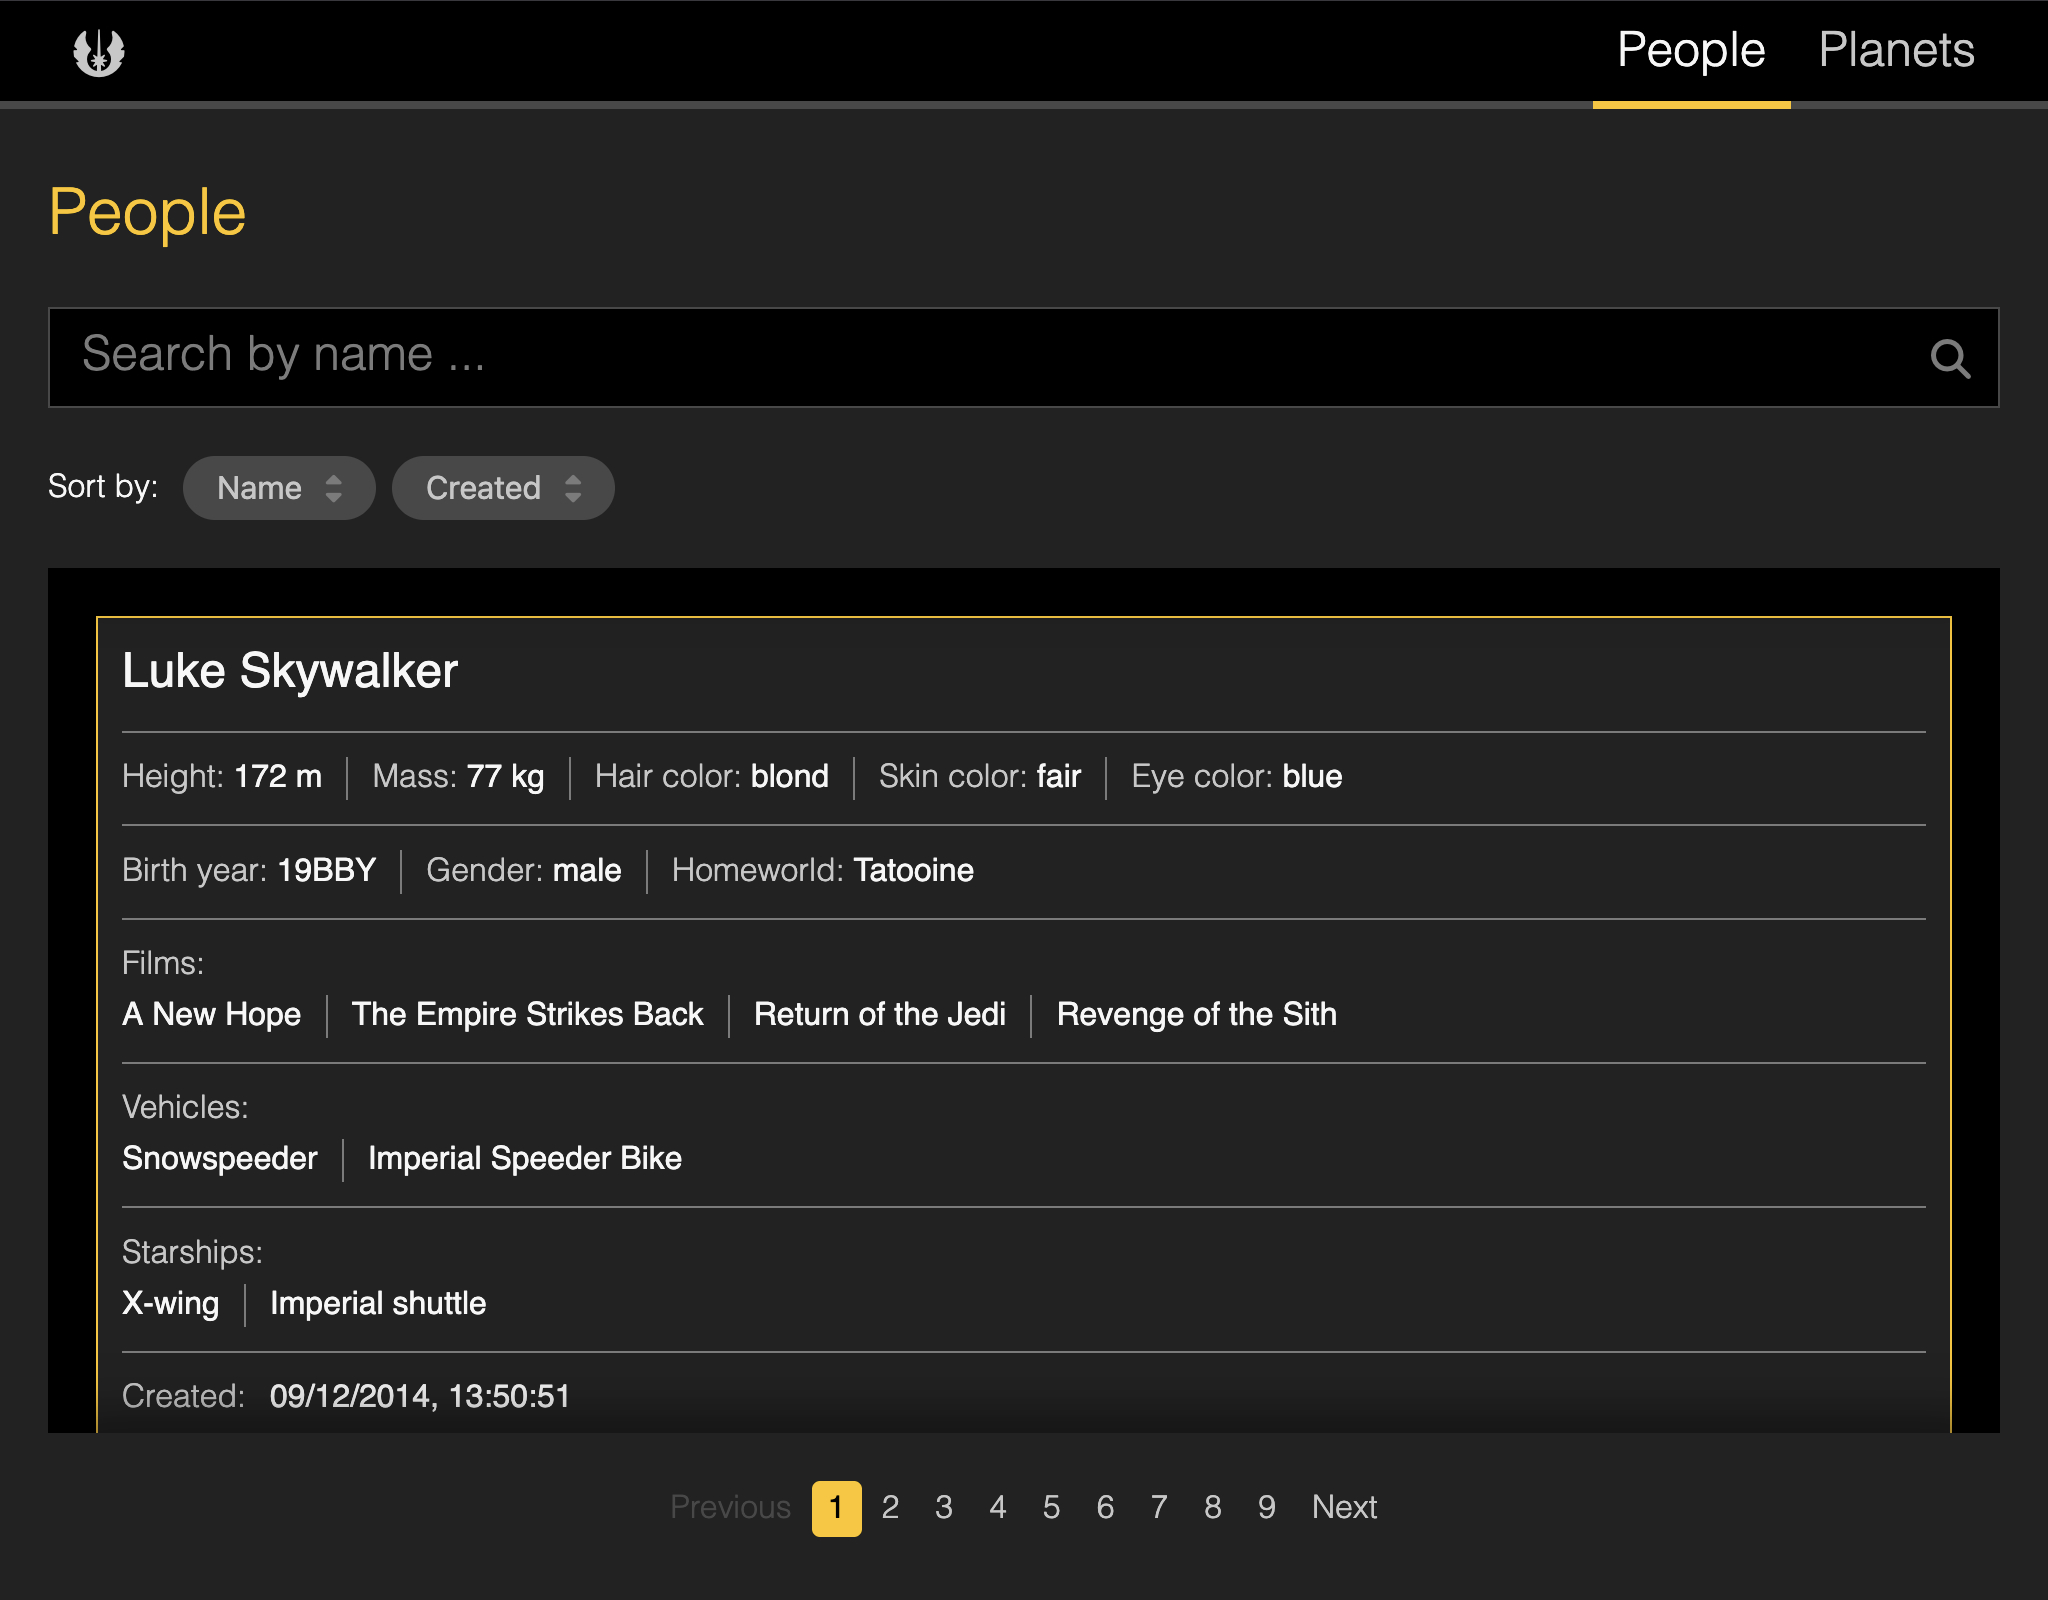 People Planets
People
Search by name ...
Sort by: Name Created
Luke Skywalker
Height: 172 m Mass: 77 kg Hair color: blond Skin color: fair Eye color: blue
Birth year: 19BBY Gender: male Homeworld: Tatooine
Films:
A New Hope The Empire Strikes Back Return of the Jedi Revenge of the Sith
Vehicles:
Snowspeeder Imperial Speeder Bike
Starships:
X-wing Imperial shuttle
Created: 09/12/2014, 13:50:51
Previous 1 2 3 4 5 6 7 8 9 Next